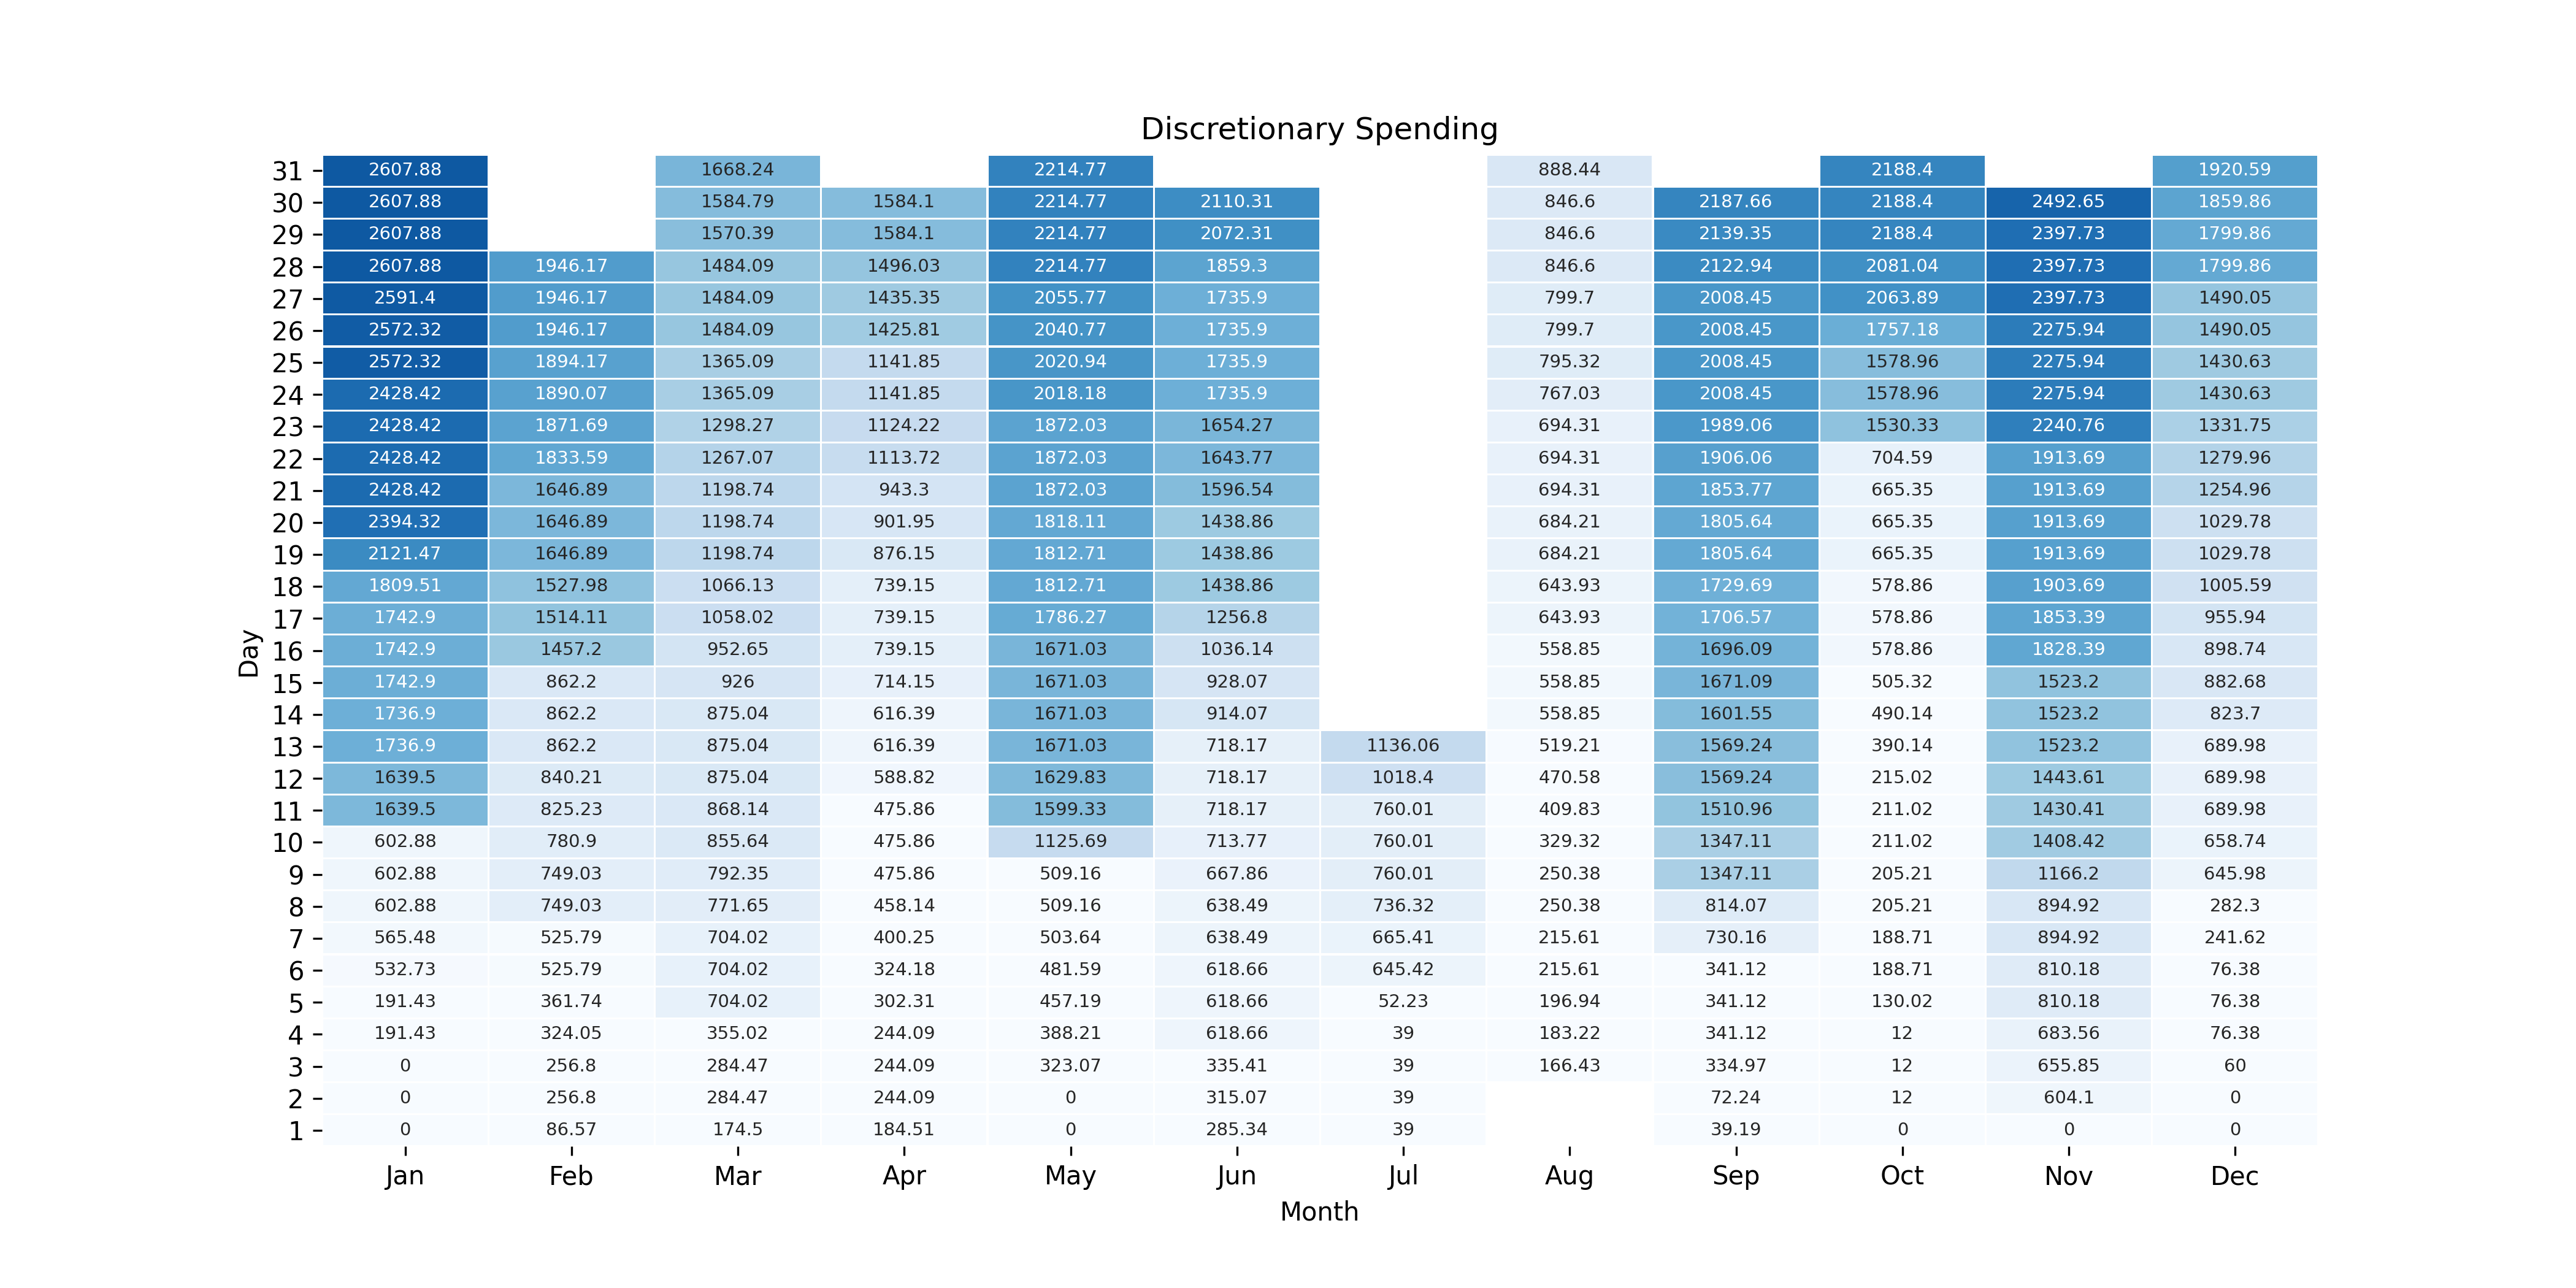 Discretionary Spending
31 2607.88 1668.24 2214.77 888.44 2188.4 1920.59
30 2607.88 1584.79 1584.1 2214.77 2110.31 846.6 2187.66 2188.4 2492.65 1859.86
29 2607.88 1570.39 1584.1 2214.77 2072.31 846.6 2139.35 2188.4 2397.73 1799.86
28 2607.88 1946.17 1484.09 1496.03 2214.77 1859.3 846.6 2122.94 2081.04 2397.73 1799.86
27 2591.4 1946.17 1484.09 1435.35 2055.77 1735.9 799.7 2008.45 2063.89 2397.73 1490.05
26 2572.32 1946.17 1484.09 1425.81 2040.77 1735.9 799.7 2008.45 1757.18 2275.94 1490.05
25 2572.32 1894.17 1365.09 1141.85 2020.94 1735.9 795.32 2008.45 1578.96 2275.94 1430.63
24 2428.42 1890.07 1365.09 1141.85 2018.18 1735.9 767.03 2008.45 1578.96 2275.94 1430.63
23 2428.42 1871.69 1298.27 1124.22 1872.03 1654.27 694.31 1989.06 1530.33 2240.76 1331.75
22 2428.42 1833.59 1267.07 1113.72 1872.03 1643.77 694.31 1906.06 704.59 1913.69 1279.96
21 2428.42 1646.89 1198.74 943.3 1872.03 1596.54 694.31 1853.77 665.35 1913.69 1254.96
20 2394.32 1646.89 1198.74 901.95 1818.11 1438.86 684.21 1805.64 665.35 1913.69 1029.78
19 2121.47 1646.89 1198.74 876.15 1812.71 1438.86 684.21 1805.64 665.35 1913.69 1029.78
18 1809.51 1527.98 1066.13 739.15 1812.71 1438.86 643.93 1729.69 578.86 1903.69 1005.59
17 1742.9 1514.11 1058.02 739.15 1786.27 1256.8 643.93 1706.57 578.86 1853.39 955.94
16 1742.9 1457.2 952.65 739.15 1671.03 1036.14 558.85 1696.09 578.86 1828.39 898.74
15 1742.9 862.2 926 714.15 1671.03 928.07 558.85 1671.09 505.32 1523.2 882.68
14 1736.9 862.2 875.04 616.39 1671.03 914.07 558.85 1601.55 490.14 1523.2 823.7
13 1736.9 862.2 875.04 616.39 1671.03 718.17 1136.06 519.21 1569.24 390.14 1523.2 689.98
12 1639.5 840.21 875.04 588.82 1629.83 718.17 1018.4 470.58 1569.24 215.02 1443.61 689.98
11 1639.5 825.23 868.14 475.86 1599.33 718.17 760.01 409.83 1510.96 211.02 1430.41 689.98
10 602.88 780.9 855.64 475.86 1125.69 713.77 760.01 329.32 1347.11 211.02 1408.42 658.74
9 602.88 749.03 792.35 475.86 509.16 667.86 760.01 250.38 1347.11 205.21 1166.2 645.98
8 602.88 749.03 771.65 458.14 509.16 638.49 736.32 250.38 814.07 205.21 894.92 282.3
7 565.48 525.79 704.02 400.25 503.64 638.49 665.41 215.61 730.16 188.71 894.92 241.62
6 532.73 525.79 704.02 324.18 481.59 618.66 645.42 215.61 341.12 188.71 810.18 76.38
5 191.43 361.74 704.02 302.31 457.19 618.66 52.23 196.94 341.12 130.02 810.18 76.38
4 191.43 324.05 355.02 244.09 388.21 618.66 39 183.22 341.12 12 683.56 76.38
3 0 256.8 284.47 244.09 323.07 335.41 39 166.43 334.97 12 655.85 60
2 0 256.8 284.47 244.09 0 315.07 39 72.24 12 604.1 0
1 0 86.57 174.5 184.51 0 285.34 39 39.19 0 0 0
Jan Feb Mar Apr May Jun Jul Aug Sep Oct Nov Dec
Month
Day